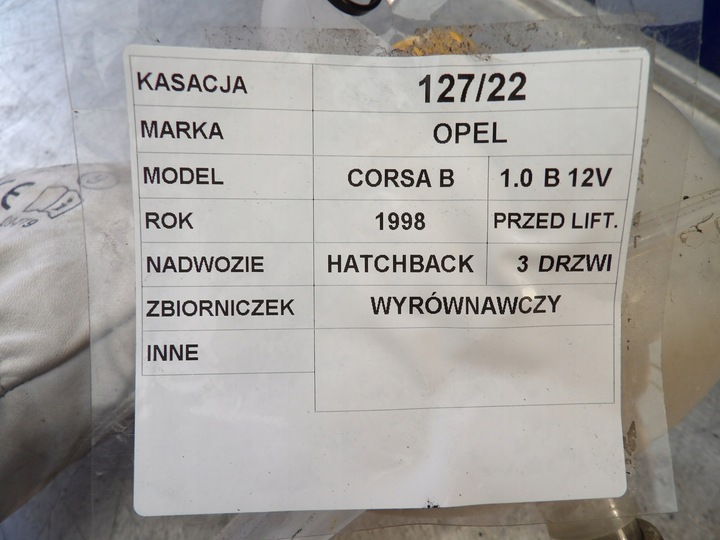 KASACJA 127/22
MARKA OPEL
MODEL CORSA B 1.0 B 12V
ROK 1998 PRZED LIFT.
NADWOZIE HATCHBACK 3 DRZWI
ZBIORNICZEK WYRÓWNAWCZY
INNE
CE